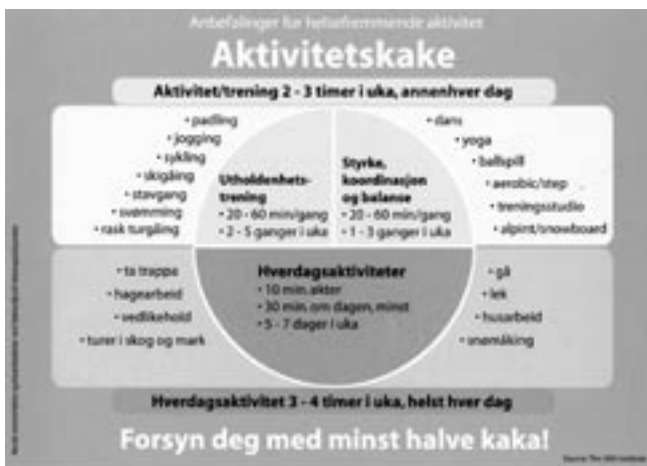 Anbefalinger for helsefremmende aktivitet
Aktivitetskake
Aktivitet/trening 2 - 3 timer i uka, annenhver dag
• padling
• jogging
• sykling
• skigåing
• stavgang
• svømming
• rask turgåing
Utholdenhets-
trening
• 20 - 60 min/gang
• 2 - 5 ganger i uka
Styrke,
koordinasjon
og balanse
• 20 - 60 min/gang
• 1 - 3 ganger i uka
• dans
• yoga
• ballspill
• aerobic/step
• treningsstudio
• alpint/snowboard
• ta trappa
• hagearbeid
• vedlikehold
• turer i skog og mark
Hverdagsaktiviteter
• 10 min. økter
• 30 min. om dagen, minst
• 5 - 7 dager i uka
• gå
• lek
• husarbeid
• snømåking
Hverdagsaktivitet 3 - 4 timer i uka, helst hver dag
Forsyn deg med minst halve kaka!